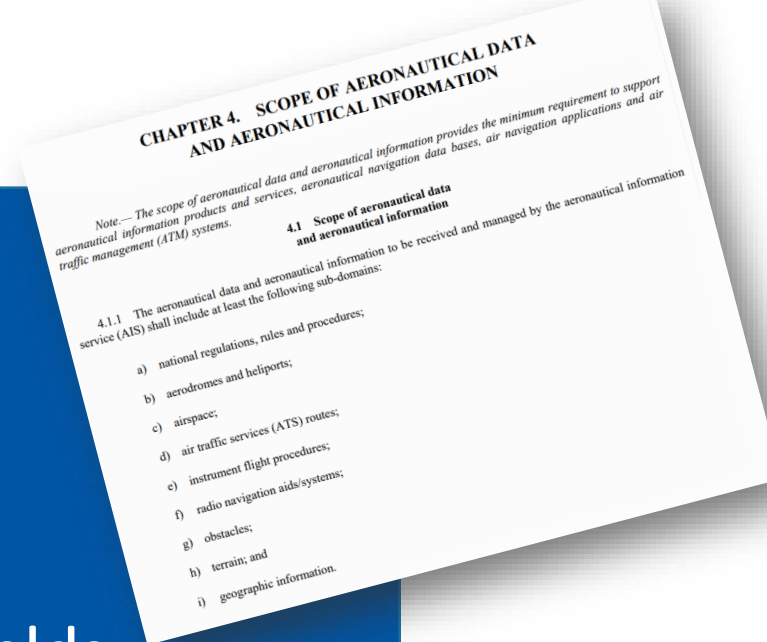 CHAPTER 4. SCOPE OF AERONAUTICAL DATA
AND AERONAUTICAL INFORMATION
Note.— The scope of aeronautical data and aeronautical information provides the minimum requirement to support
aeronautical information products and services, aeronautical navigation data bases, air navigation applications and air
traffic management (ATM) systems.
4.1 Scope of aeronautical data
and aeronautical information
4.1.1 The aeronautical data and aeronautical information to be received and managed by the aeronautical information
service (AIS) shall include at least the following sub-domains:
a) national regulations, rules and procedures;
b) aerodromes and heliports;
c) airspace;
d) air traffic services (ATS) routes;
e) instrument flight procedures;
f) radio navigation aids/systems;
g) obstacles;
h) terrain; and
i) geographic information.